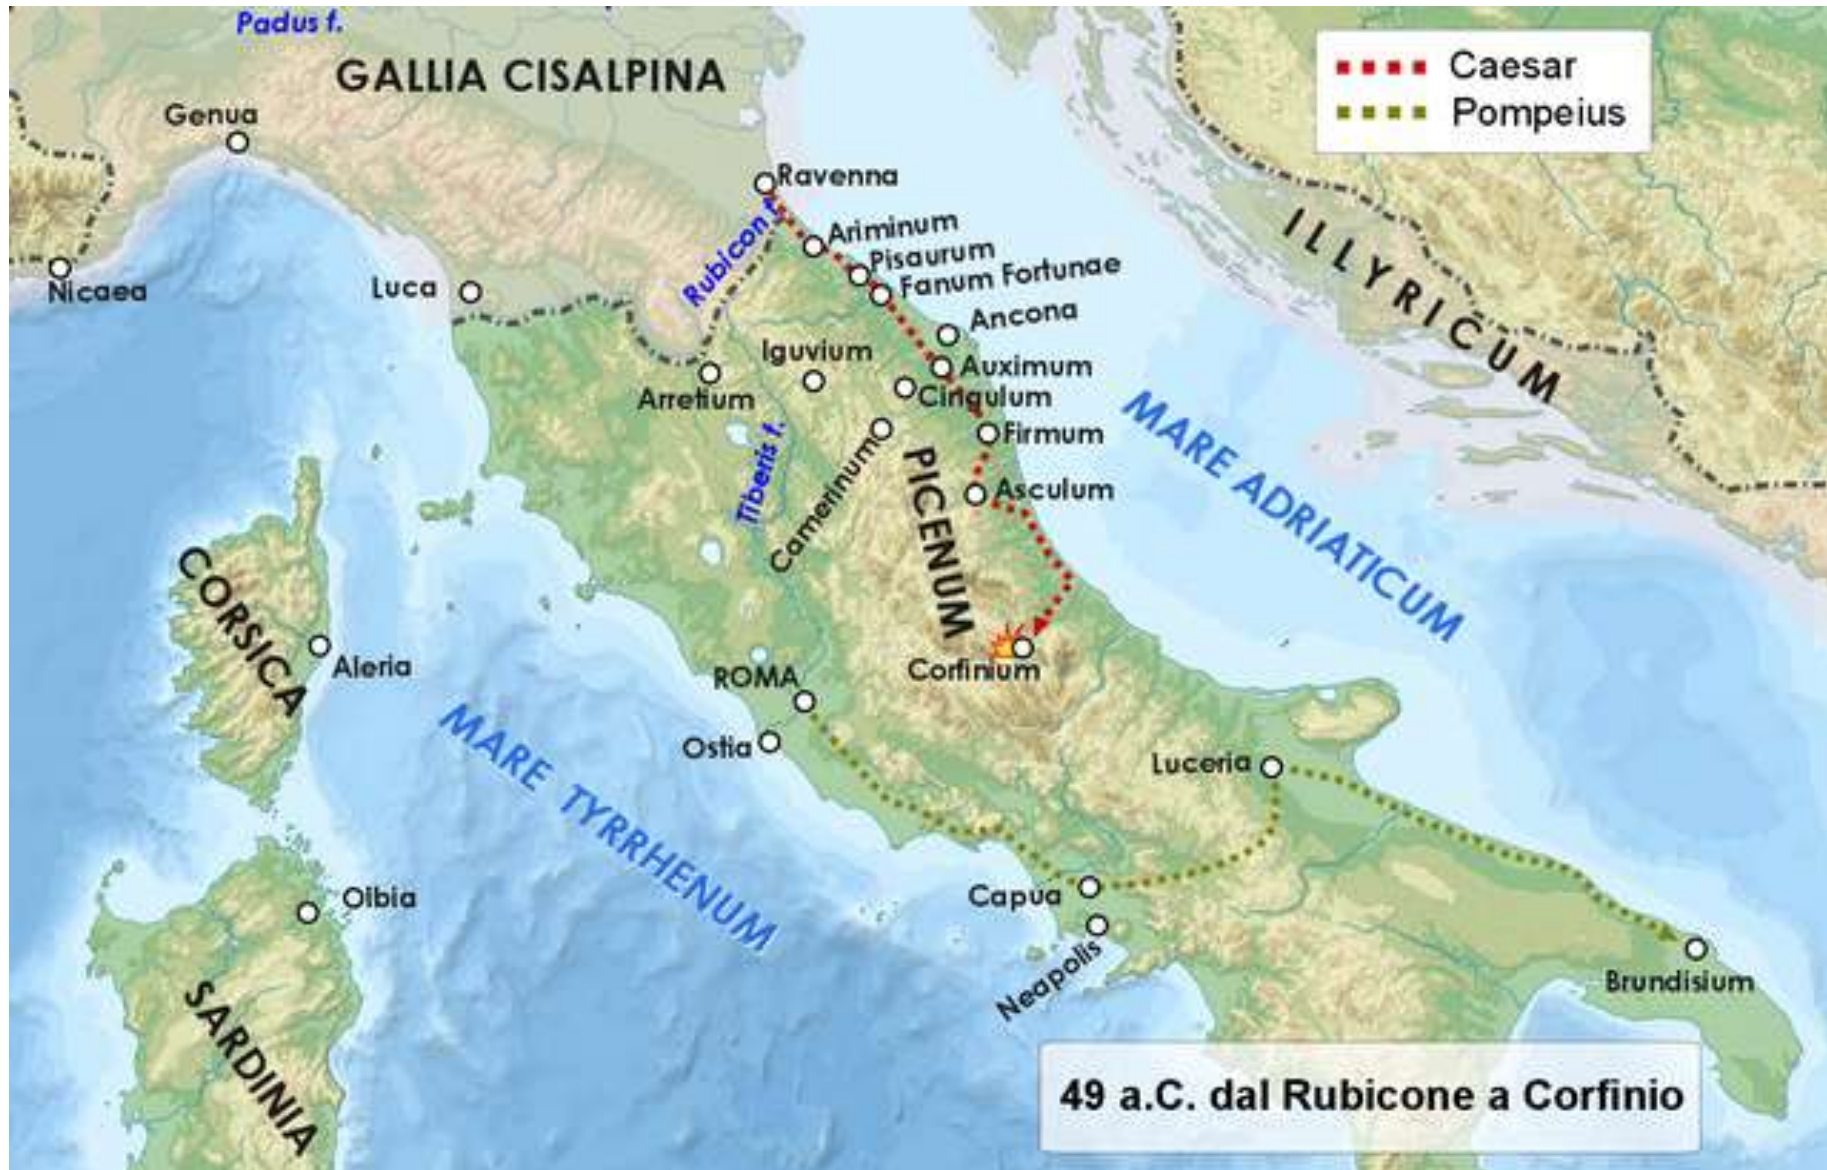 Padus f.
GALLIA CISALPINA
Caesar
Pompeius
Genua
Ravenna
Rubicon f.
Ariminum
Pisaurum
Fanum Fortunae
ILLYRICUM
Nicaea
Luca
Ancona
Iguvium
Auximum
Arretium
Cingulum
MARE ADRIATICUM
Firmum
Tiberis f.
Camerinum
PICENUM
Asculum
CORSICA
Aleria
Corfinium
ROMA
Ostia
MARE TYRRHENUM
Luceria
Capua
Olbia
Neapolis
Brundisium
SARDINIA
49 a.C. dal Rubicone a Corfinio